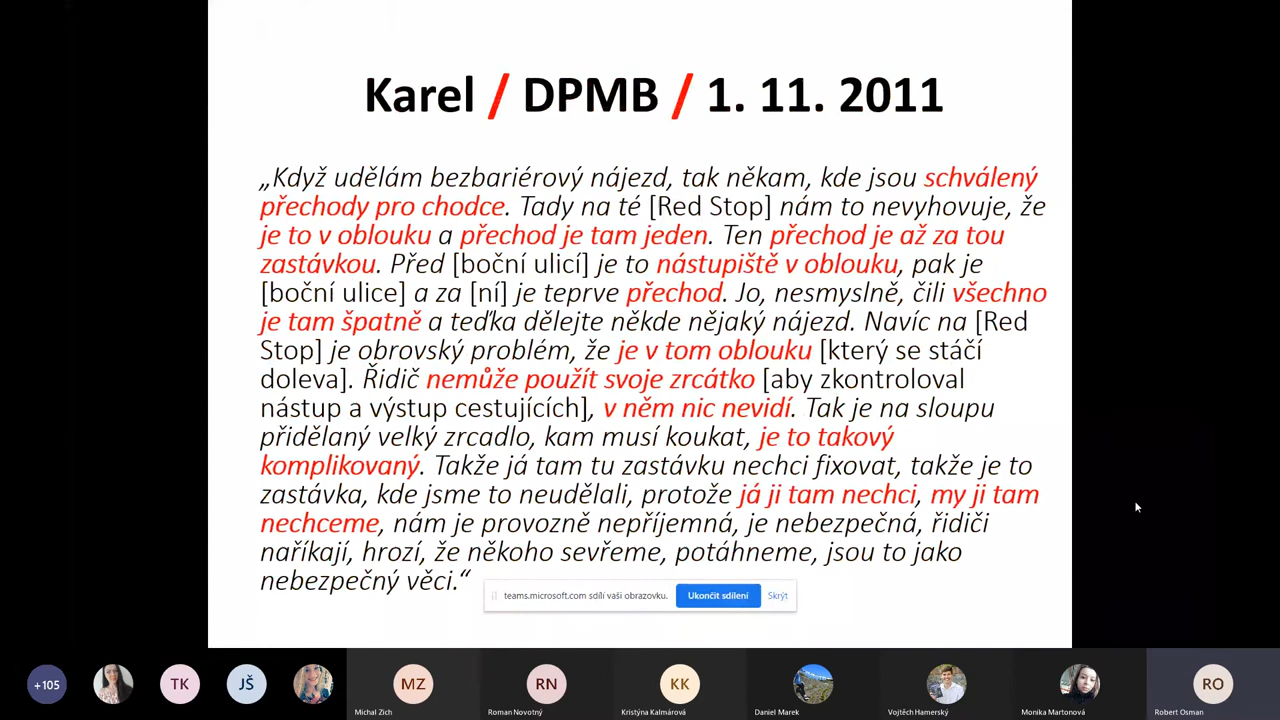 Karel / DPMB / 1. 11. 2011
„Když udělám bezbariérový nájezd, tak někam, kde jsou schválený
přechody pro chodce. Tady na té [Red Stop] nám to nevyhovuje, že
je to v oblouku a přechod je tam jeden. Ten přechod je až za tou
zastávkou. Před [boční ulicí] je to nástupiště v oblouku, pak je
[boční ulice] a za [ní] je teprve přechod. Jo, nesmyslně, čili všechno
je tam špatně a teďka dělejte někde nějaký nájezd. Navíc na [Red
Stop] je obrovský problém, že je v tom oblouku [který se stáčí
doleva]. Řidič nemůže použít svoje zrcátko [aby zkontroloval
nástup a výstup cestujících], v něm nic nevidí. Tak je na sloupu
přidělaný velký zrcadlo, kam musí koukat, je to takový
komplikovaný. Takže já tam tu zastávku nechci fixovat, takže je to
zastávka, kde jsme to neudělali, protože já ji tam nechci, my ji tam
nechceme, nám je provozně nepříjemná, je nebezpečná, řidiči
naříkají, hrozí, že někoho sevřeme, potáhneme, jsou to jako
nebezpečný věci.“
teams.microsoft.com sdílí vaši obrazovku. Ukončit sdílení Skrýt
+105 TK JŠ MZ RN KK RO
Michal Zich Roman Novotný Kristýna Kalmárová Daniel Marek Vojtěch Hamerský Monika Martonová Robert Osman